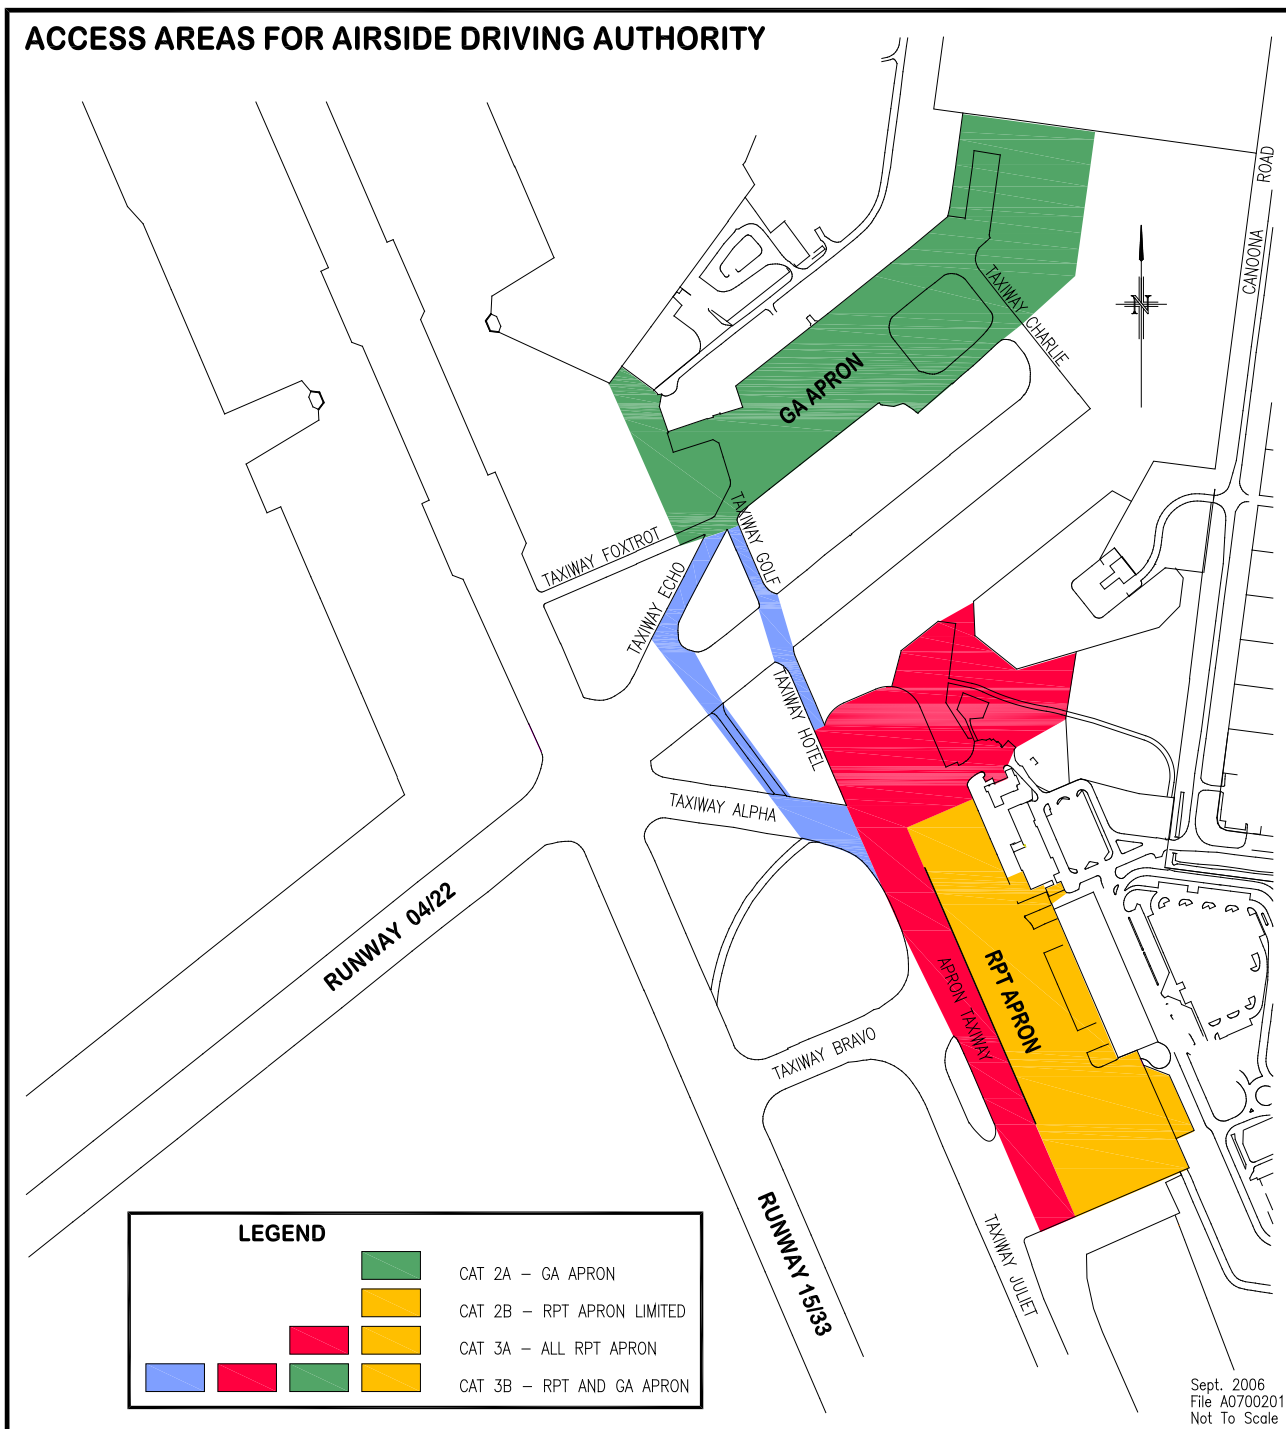 ACCESS AREAS FOR AIRSIDE DRIVING AUTHORITY
CANOONA ROAD
N
TAXIWAY CHARLIE
GA APRON
TAXIWAY GOLF
TAXIWAY FOXTROT
TAXIWAY ECHO
TAXIWAY HOTEL
TAXIWAY ALPHA
RUNWAY 04/22
APRON TAXIWAY
RPT APRON
TAXIWAY BRAVO
RUNWAY 15/33
TAXIWAY JULIET
LEGEND
CAT 2A - GA APRON
CAT 2B - RPT APRON LIMITED
CAT 3A - ALL RPT APRON
CAT 3B - RPT AND GA APRON
Sept. 2006
File A0700201
Not To Scale